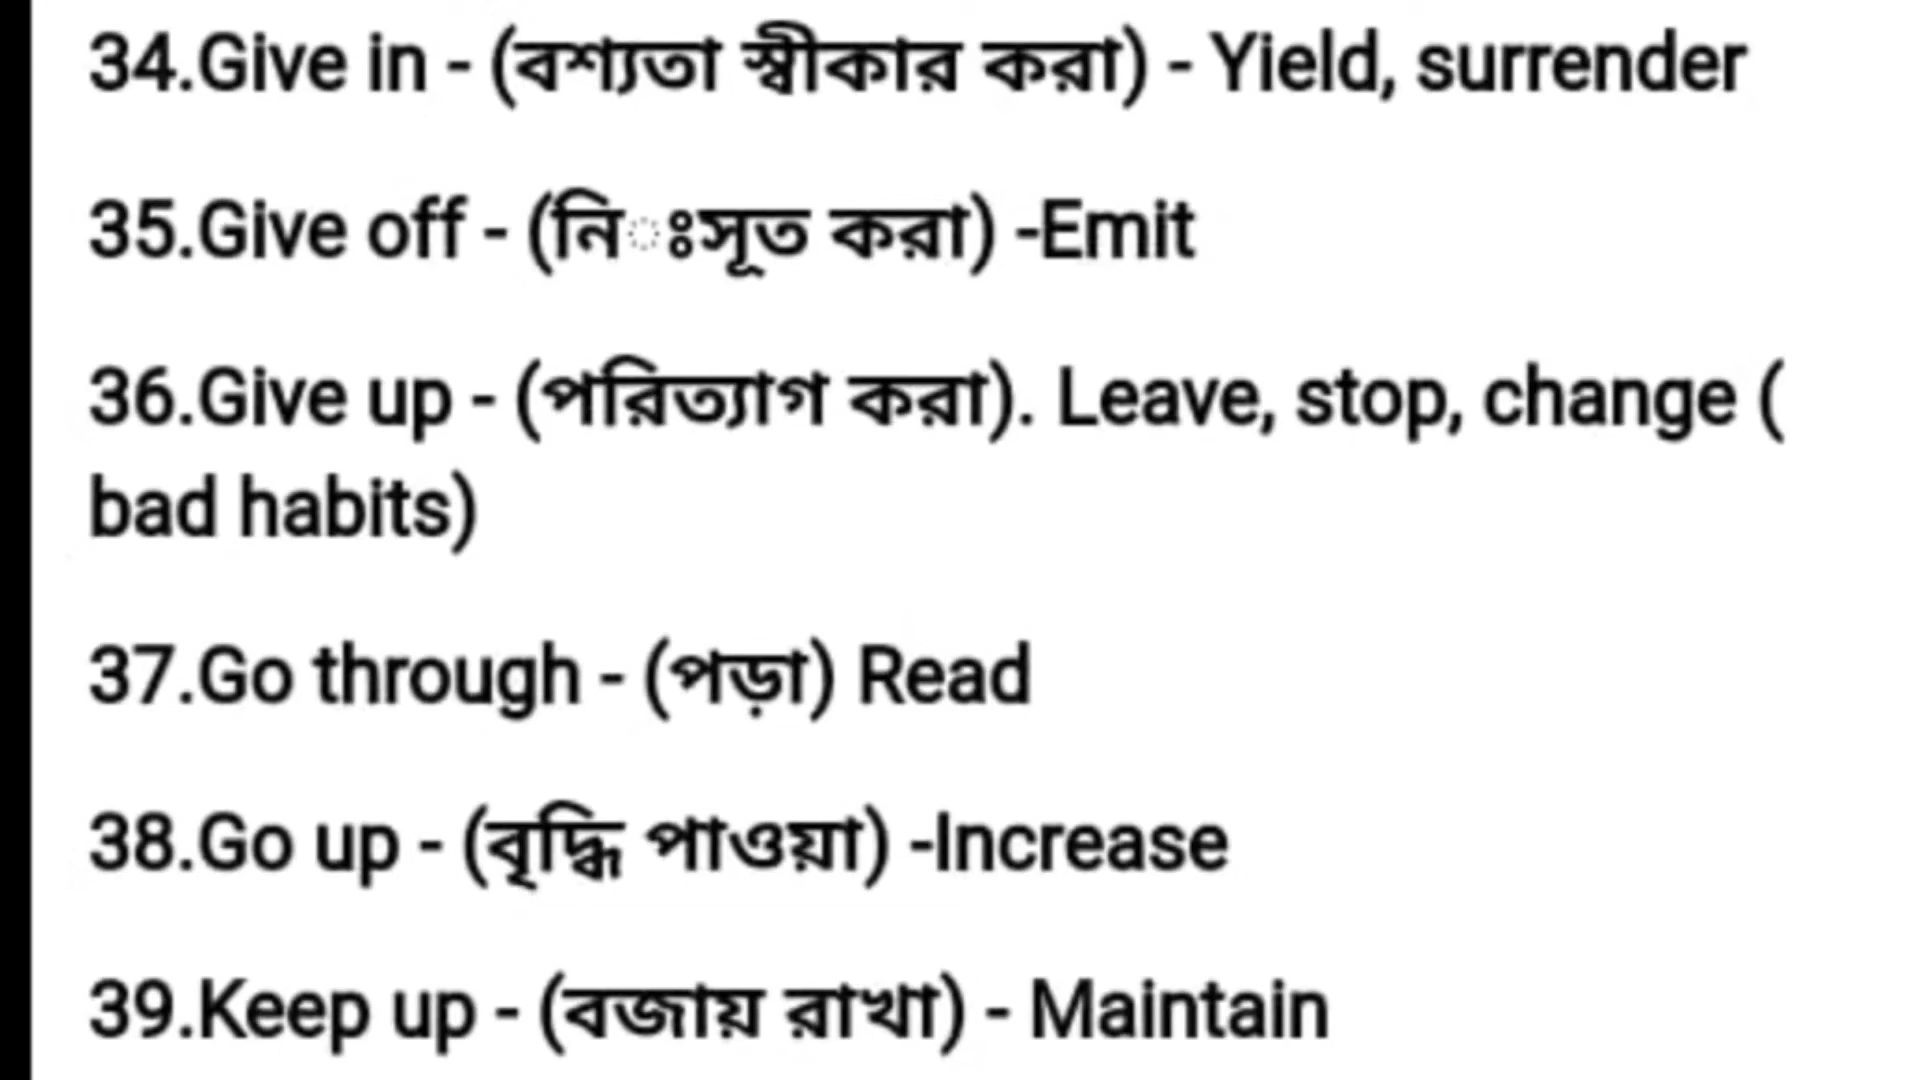 34.Give in - (বশ্যতা স্বীকার করা) - Yield, surrender
35.Give off - (নিঃসূত করা) -Emit
36.Give up - (পরিত্যাগ করা). Leave, stop, change (
bad habits)
37.Go through - (পড়া) Read
38.Go up - (বৃদ্ধি পাওয়া) -Increase
39.Keep up - (বজায় রাখা) - Maintain